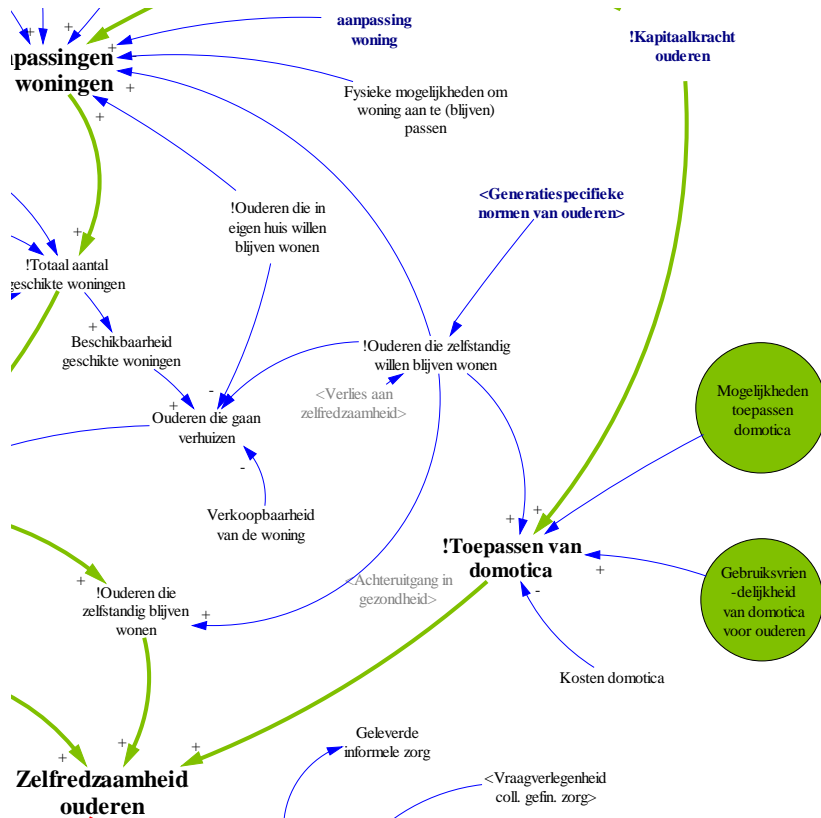 aanpassing
woning
!Kapitaalkracht
ouderen
woningen
Fysieke mogelijkheden om
woning aan te (blijven)
passen
+
+
+
<Generatiespecifieke
normen van ouderen>
!Ouderen die in
eigen huis willen
blijven wonen
+
!Totaal aantal
geschikte woningen
+
Beschikbaarheid
geschikte woningen
!Ouderen die zelfstandig
willen blijven wonen
<Verlies aan
zelfredzaamheid>
-
+
Ouderen die gaan
verhuizen
-
Verkoopbaarheid
van de woning
Mogelijkheden
toepassen
domotica
+
+
!Toepassen van
domotica
+
-
Gebruiksvrien
-delijkheid
van domotica
voor ouderen
<Achteruitgang in
gezondheid>
+
!Ouderen die
zelfstandig blijven
wonen
+
Kosten domotica
+
+
+
Zelfredzaamheid
ouderen
Geleverde
informele zorg
<Vraagverlegenheid
coll. gefin. zorg>